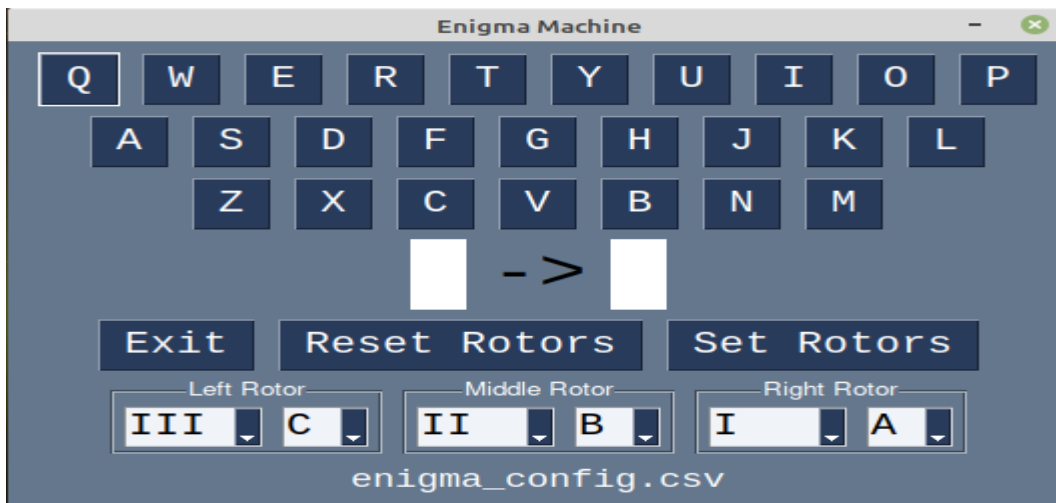 Enigma Machine
Q W E R T Y U I O P
A S D F G H J K L
Z X C V B N M
->
Exit Reset Rotors Set Rotors
Left Rotor Middle Rotor Right Rotor
III C II B I A
enigma_config.csv